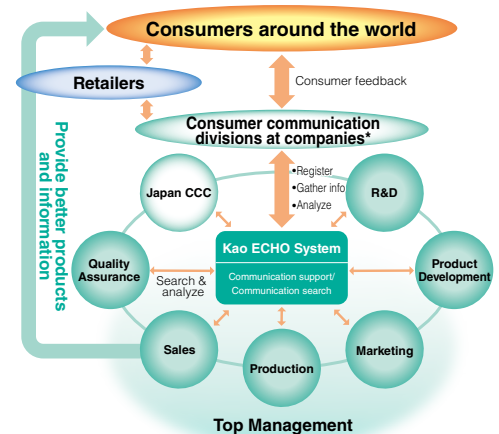 Consumers around the world
Retailers
Consumer feedback
Consumer communication
divisions at companies*
•Register
•Gather info
•Analyze
Provide better products
and information
Japan CCC
R&D
Kao ECHO System
Communication support/
Communication search
Quality
Assurance
Search &
analyze
Product
Development
Sales
Production
Marketing
Top Management